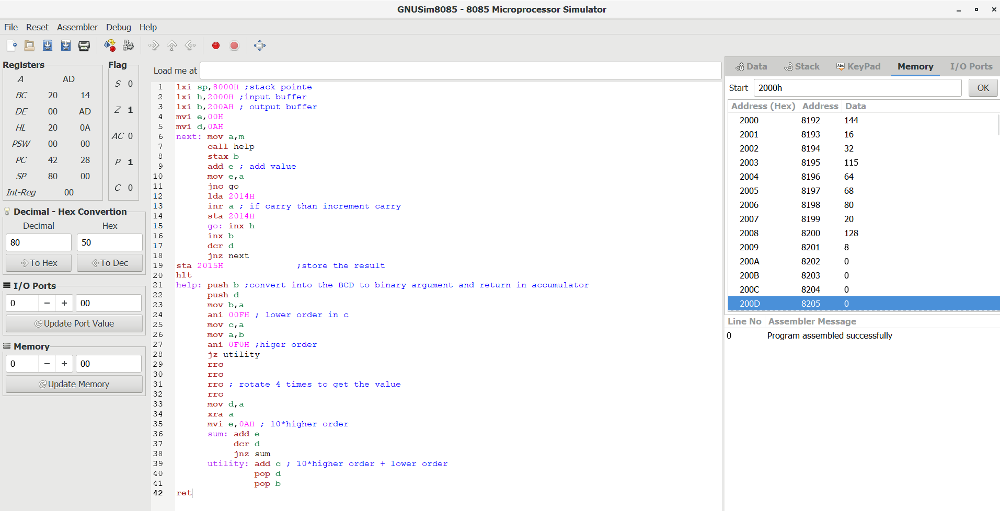 GNUSim8085 - 8085 Microprocessor Simulator
File Reset Assembler Debug Help
Registers
A AD
BC 20 14
DE 00 AD
HL 20 0A
PSW 00 00
PC 42 28
SP 80 00
Int-Reg 00
Flag
S 0
Z 1
AC 0
P 1
C 0
Decimal - Hex Convertion
Decimal Hex
80 50
To Hex To Dec
I/O Ports
0 − + 00
Update Port Value
Memory
0 − + 00
Update Memory
Load me at
1 lxi sp,8000H ;stack pointe
2 lxi h,2000H ;input buffer
3 lxi b,200AH ; output buffer
4 mvi e,00H
5 mvi d,0AH
6 next: mov a,m
7 call help
8 stax b
9 add e ; add value
10 mov e,a
11 jnc go
12 lda 2014H
13 inr a ; if carry than increment carry
14 sta 2014H
15 go: inx h
16 inx b
17 dcr d
18 jnz next
19 sta 2015H ;store the result
20 hlt
21 help: push b ;convert into the BCD to binary argument and return in accumulator
22 push d
23 mov b,a
24 ani 00FH ; lower order in c
25 mov c,a
26 mov a,b
27 ani 0F0H ;higer order
28 jz utility
29 rrc
30 rrc
31 rrc ; rotate 4 times to get the value
32 rrc
33 mov d,a
34 xra a
35 mvi e,0AH ; 10*higher order
36 sum: add e
37 dcr d
38 jnz sum
39 utility: add c ; 10*higher order + lower order
40 pop d
41 pop b
42 ret
Data Stack Abc KeyPad Memory I/O Ports
Start 2000h OK
Address (Hex) Address Data
2000 8192 144
2001 8193 16
2002 8194 32
2003 8195 115
2004 8196 64
2005 8197 68
2006 8198 80
2007 8199 20
2008 8200 128
2009 8201 8
200A 8202 0
200B 8203 0
200C 8204 0
200D 8205 0
Line No Assembler Message
0 Program assembled successfully